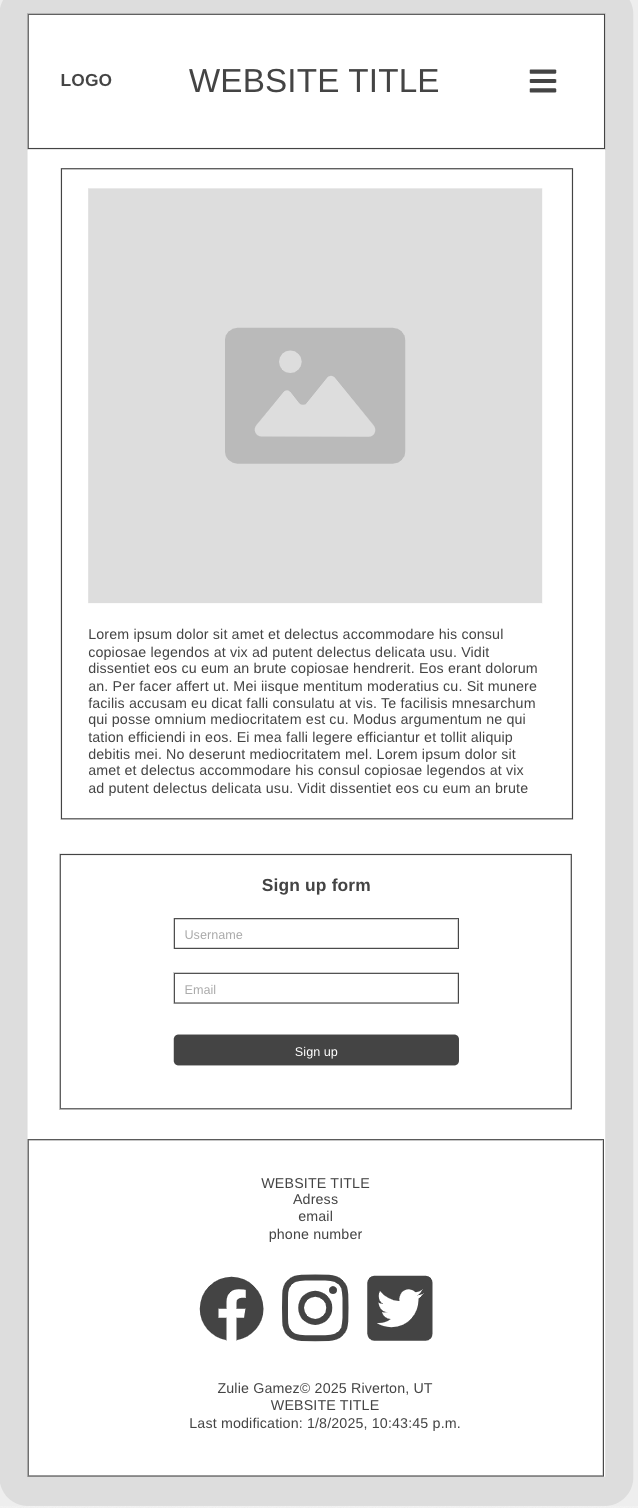 LOGO
WEBSITE TITLE
Lorem ipsum dolor sit amet et delectus accommodare his consul
copiosae legendos at vix ad putent delectus delicata usu. Vidit
dissentiet eos cu eum an brute copiosae hendrerit. Eos erant dolorum
an. Per facer affert ut. Mei iisque mentitum moderatius cu. Sit munere
facilis accusam eu dicat falli consulatu at vis. Te facilisis mnesarchum
qui posse omnium mediocritatem est cu. Modus argumentum ne qui
tation efficiendi in eos. Ei mea falli legere efficiantur et tollit aliquip
debitis mei. No deserunt mediocritatem mel. Lorem ipsum dolor sit
amet et delectus accommodare his consul copiosae legendos at vix
ad putent delectus delicata usu. Vidit dissentiet eos cu eum an brute
Sign up form
Username
Email
Sign up
WEBSITE TITLE
Adress
email
phone number
Zulie Gamez© 2025 Riverton, UT
WEBSITE TITLE
Last modification: 1/8/2025, 10:43:45 p.m.